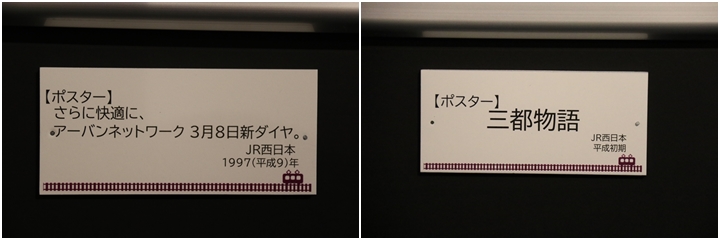 【ポスター】
さらに快適に、
アーバンネットワーク 3月8日新ダイヤ。
JR西日本
1997(平成9)年
【ポスター】
三都物語
JR西日本
平成初期